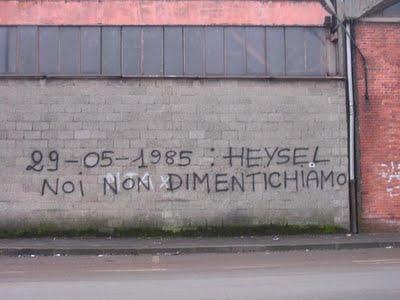 29-05-1985 : HEYSEL
NOI NON DIMENTICHIAMO